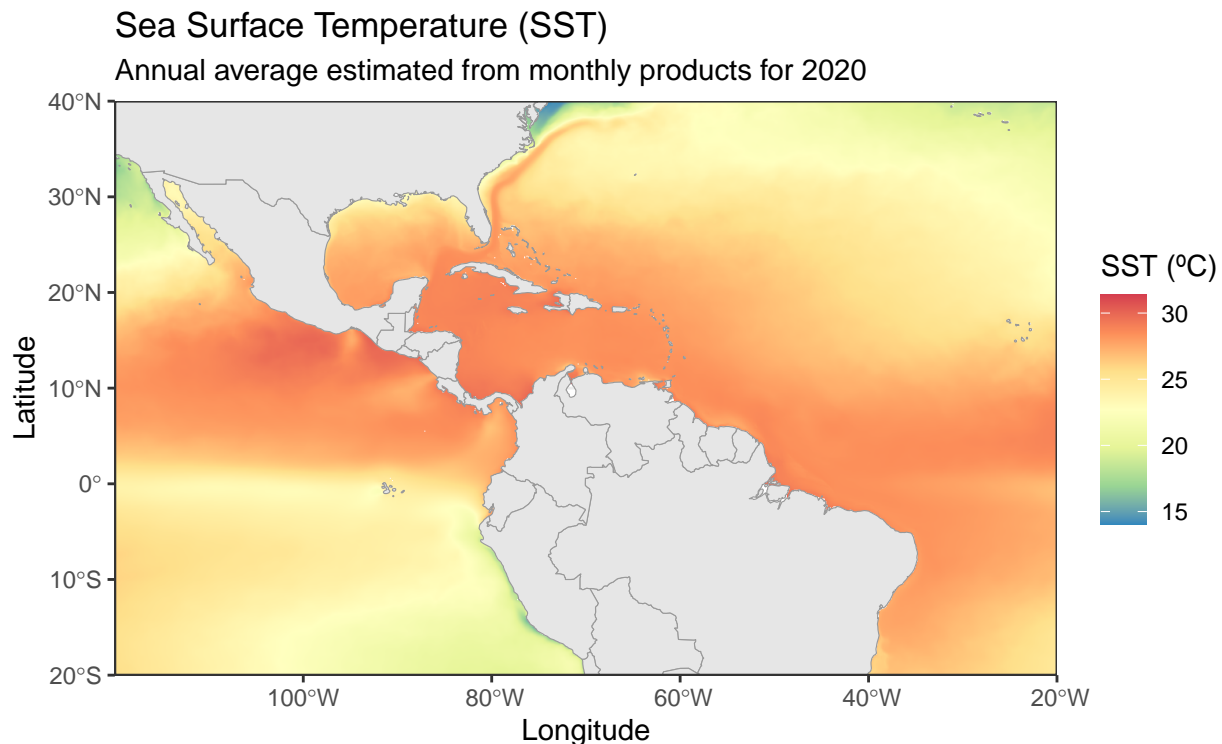 Sea Surface Temperature (SST)
Annual average estimated from monthly products for 2020
40°N
30°N
20°N
10°N
0°
10°S
20°S
Latitude
100°W
80°W
60°W
40°W
20°W
Longitude
SST (ºC)
30
25
20
15